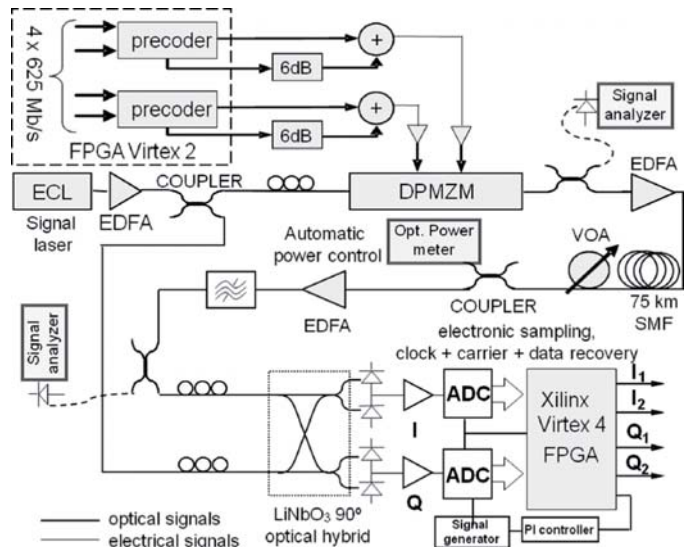 4 x 625 Mb/s
precoder
6dB
+
precoder
6dB
+
FPGA Virtex 2
Signal
analyzer
ECL
Signal
laser
EDFA
COUPLER
DPMZM
EDFA
Automatic
power control
Opt. Power
meter
VOA
EDFA
COUPLER
75 km
SMF
Signal
analyzer
electronic sampling,
clock + carrier + data recovery
I
ADC
Q
ADC
Xilinx
Virtex 4
FPGA
I1
I2
Q1
Q2
LiNbO3 90º
optical hybrid
Signal
generator
PI controller
optical signals
electrical signals